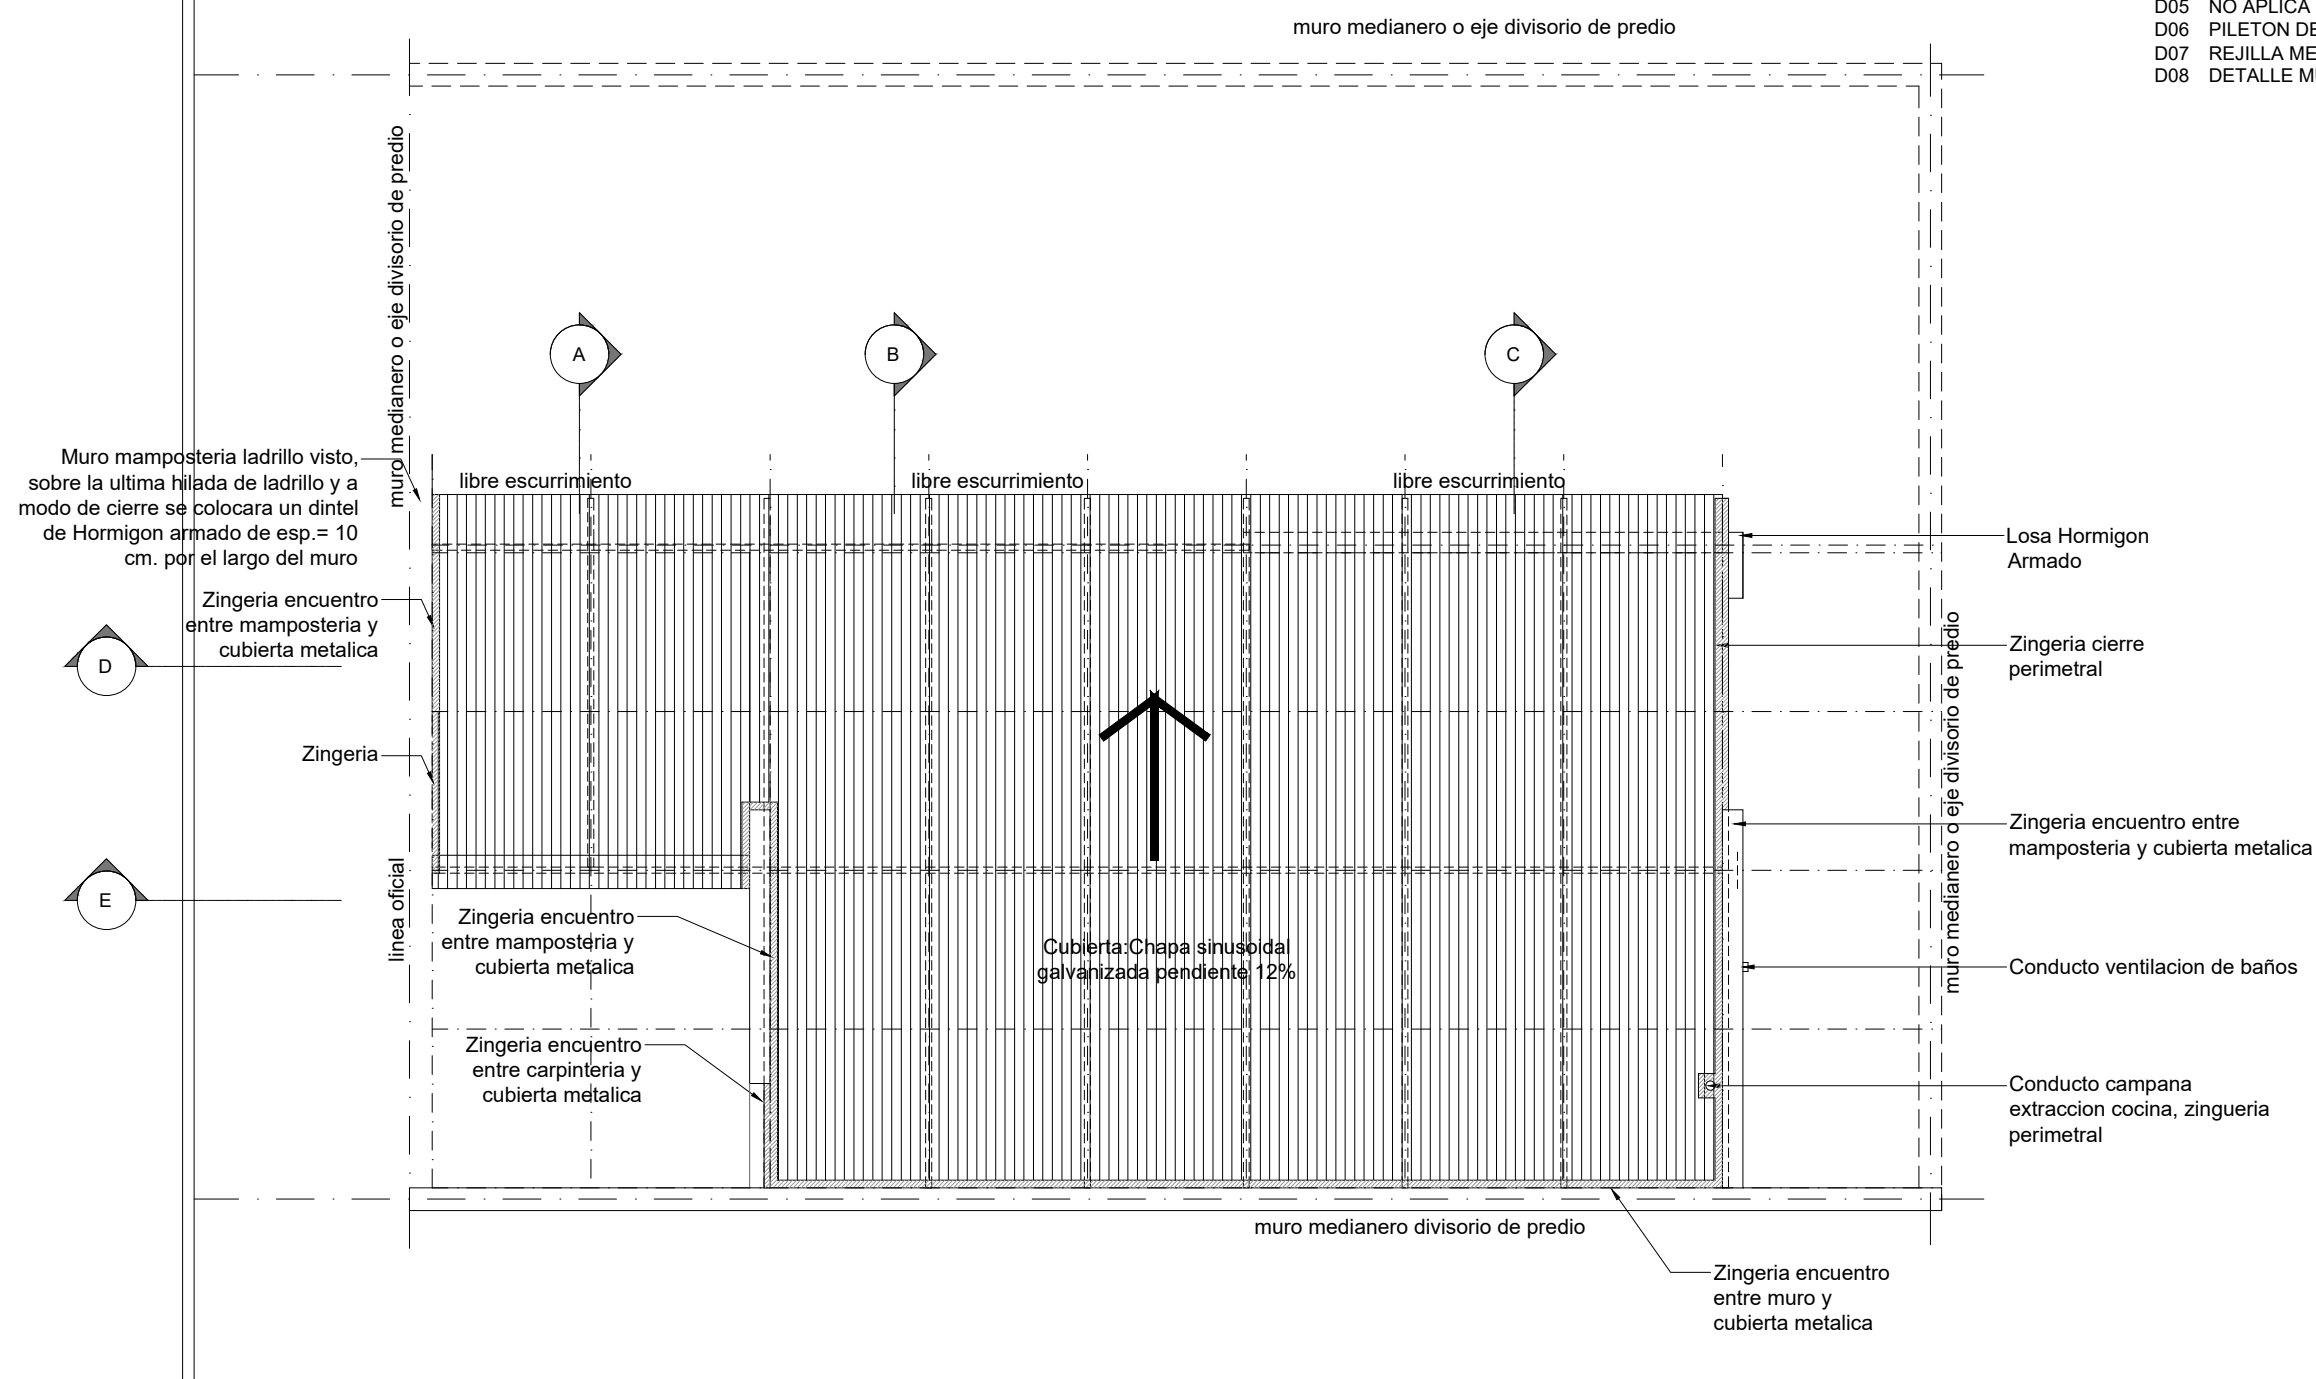 muro medianero o eje divisorio de predio
D05 NO APLICA
D06 PILETON DE
D07 REJILLA ME
D08 DETALLE M
muro medianero o eje divisorio de predio
A
B
C
Muro mamposteria ladrillo visto,
sobre la ultima hilada de ladrillo y a
modo de cierre se colocara un dintel
de Hormigon armado de esp.= 10
cm. por el largo del muro
libre escurrimiento
libre escurrimiento
libre escurrimiento
Losa Hormigon
Armado
Zingeria encuentro
entre mamposteria y
cubierta metalica
D
Zingeria cierre
perimetral
muro medianero o eje divisorio de predio
Zingeria
Zingeria encuentro entre
mamposteria y cubierta metalica
E
linea oficial
Zingeria encuentro
entre mamposteria y
cubierta metalica
Cubierta:Chapa sinusoidal
galvanizada pendiente 12%
Conducto ventilacion de baños
Zingeria encuentro
entre carpinteria y
cubierta metalica
Conducto campana
extraccion cocina, zingueria
perimetral
muro medianero divisorio de predio
Zingeria encuentro
entre muro y
cubierta metalica